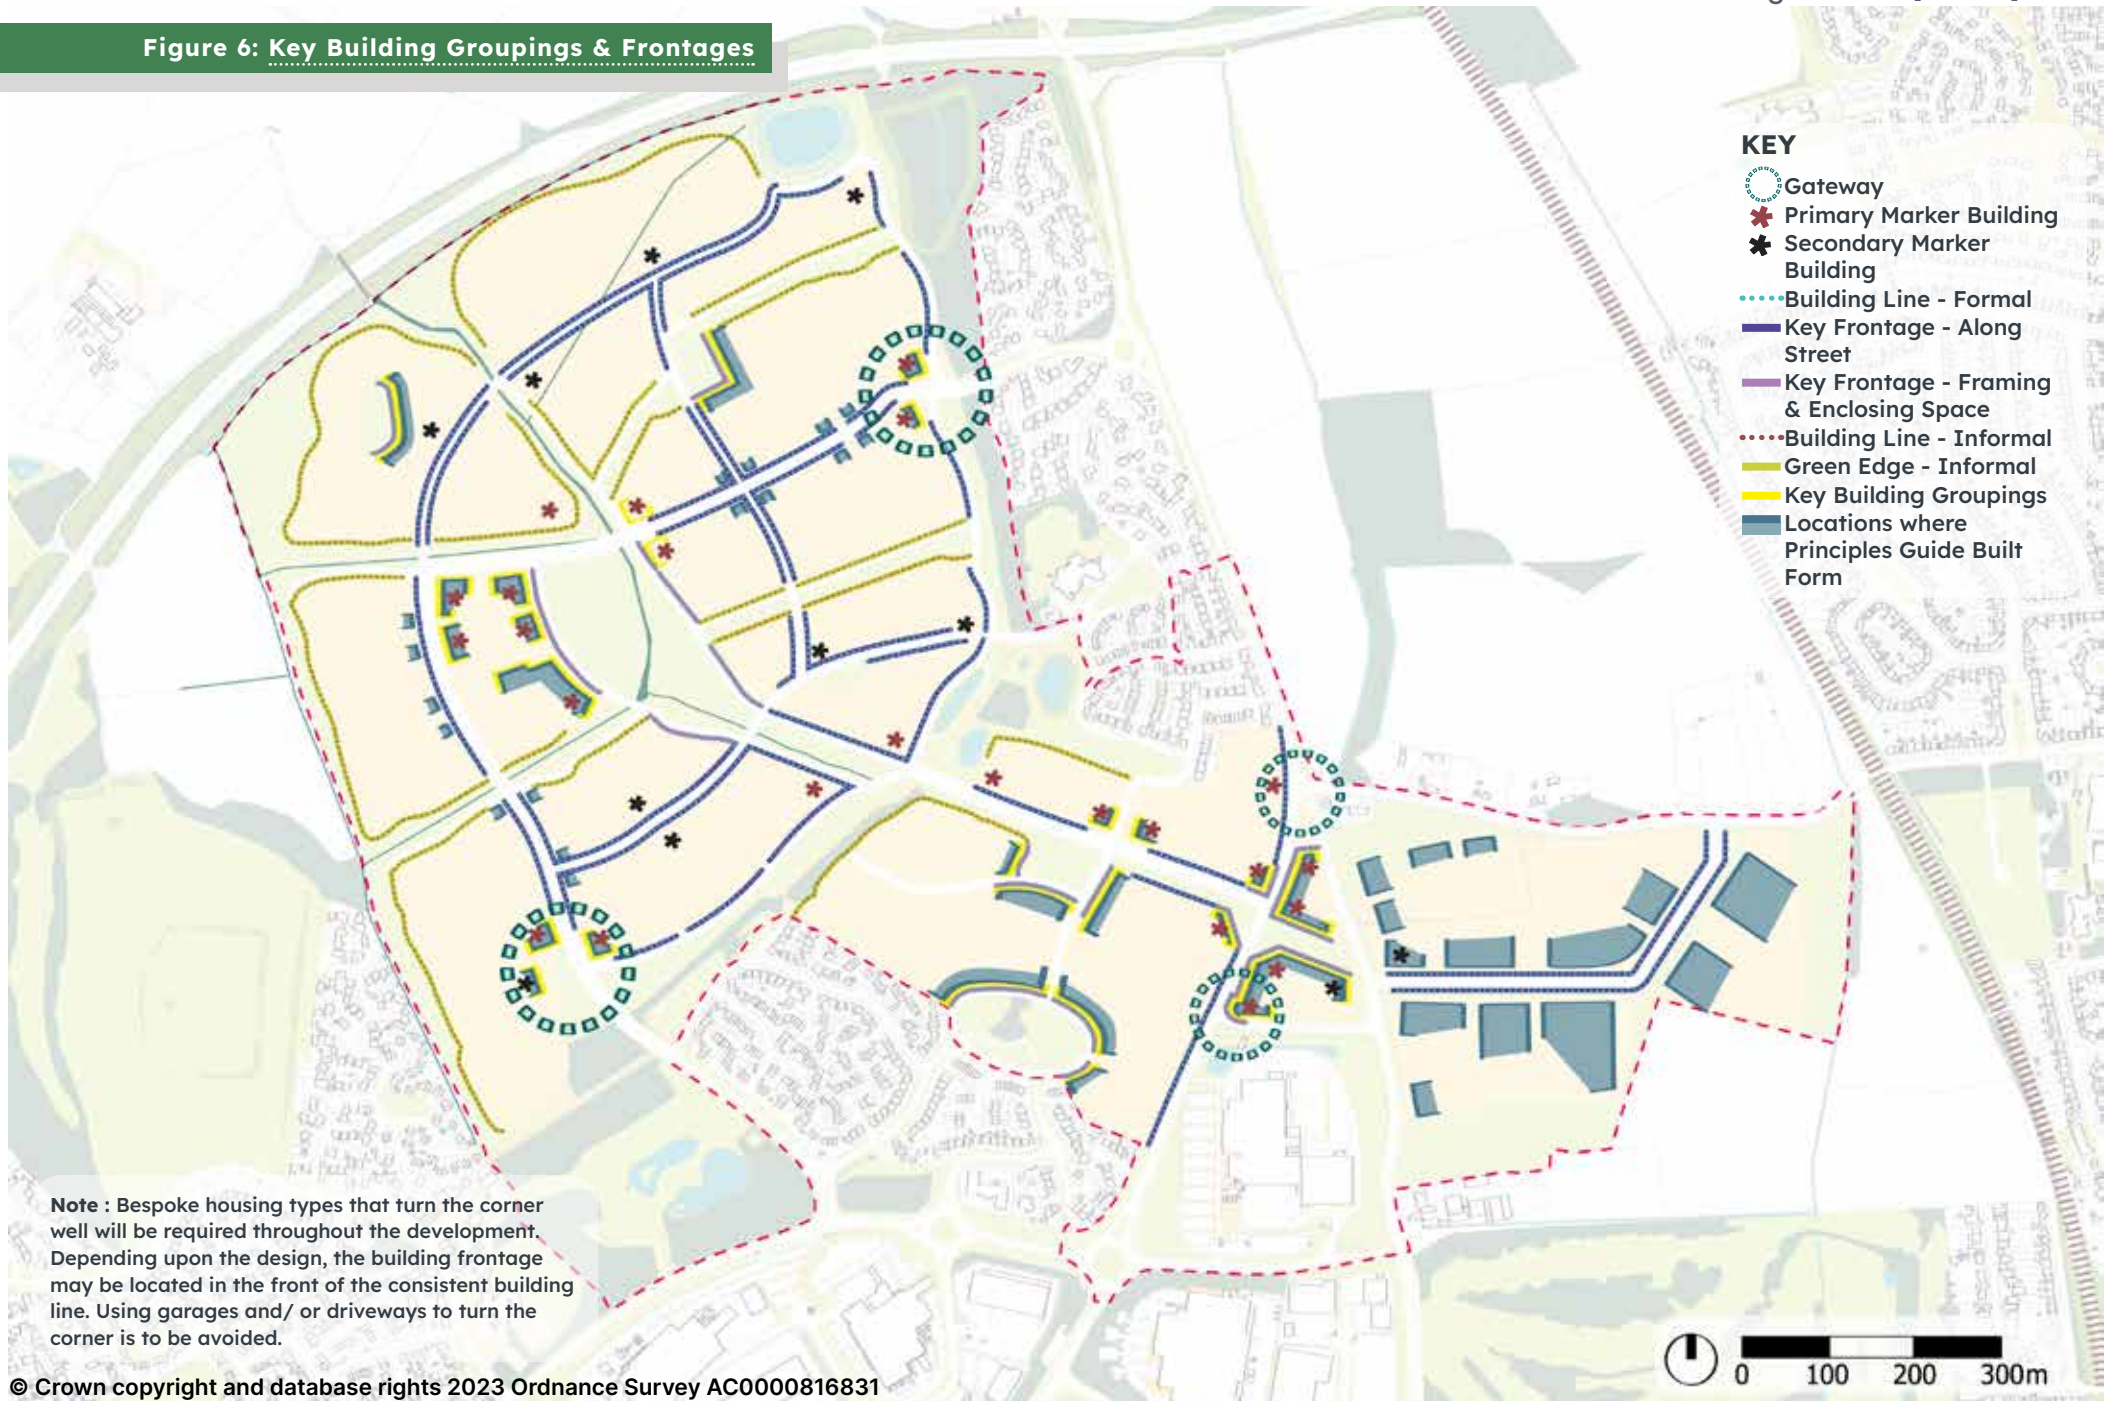 Figure 6: Key Building Groupings & Frontages
KEY
Gateway
Primary Marker Building
Secondary Marker
Building
Building Line - Formal
Key Frontage - Along
Street
Key Frontage - Framing
& Enclosing Space
Building Line - Informal
Green Edge - Informal
Key Building Groupings
Locations where
Principles Guide Built
Form
Note : Bespoke housing types that turn the corner
well will be required throughout the development.
Depending upon the design, the building frontage
may be located in the front of the consistent building
line. Using garages and/ or driveways to turn the
corner is to be avoided.
0 100 200 300m
© Crown copyright and database rights 2023 Ordnance Survey AC0000816831